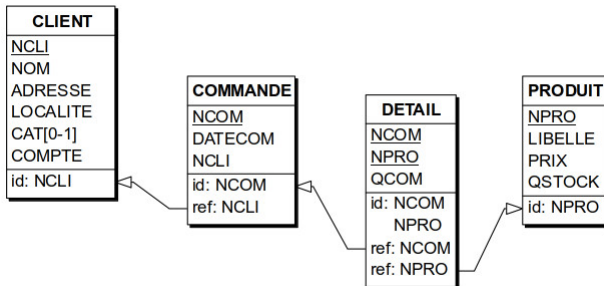 CLIENT
NCLI
NOM
ADRESSE
LOCALITE
CAT[0-1]
COMPTE
id: NCLI
COMMANDE
NCOM
DATECOM
NCLI
id: NCOM
ref: NCLI
DETAIL
NCOM
NPRO
QCOM
id: NCOM
NPRO
ref: NCOM
ref: NPRO
PRODUIT
NPRO
LIBELLE
PRIX
QSTOCK
id: NPRO